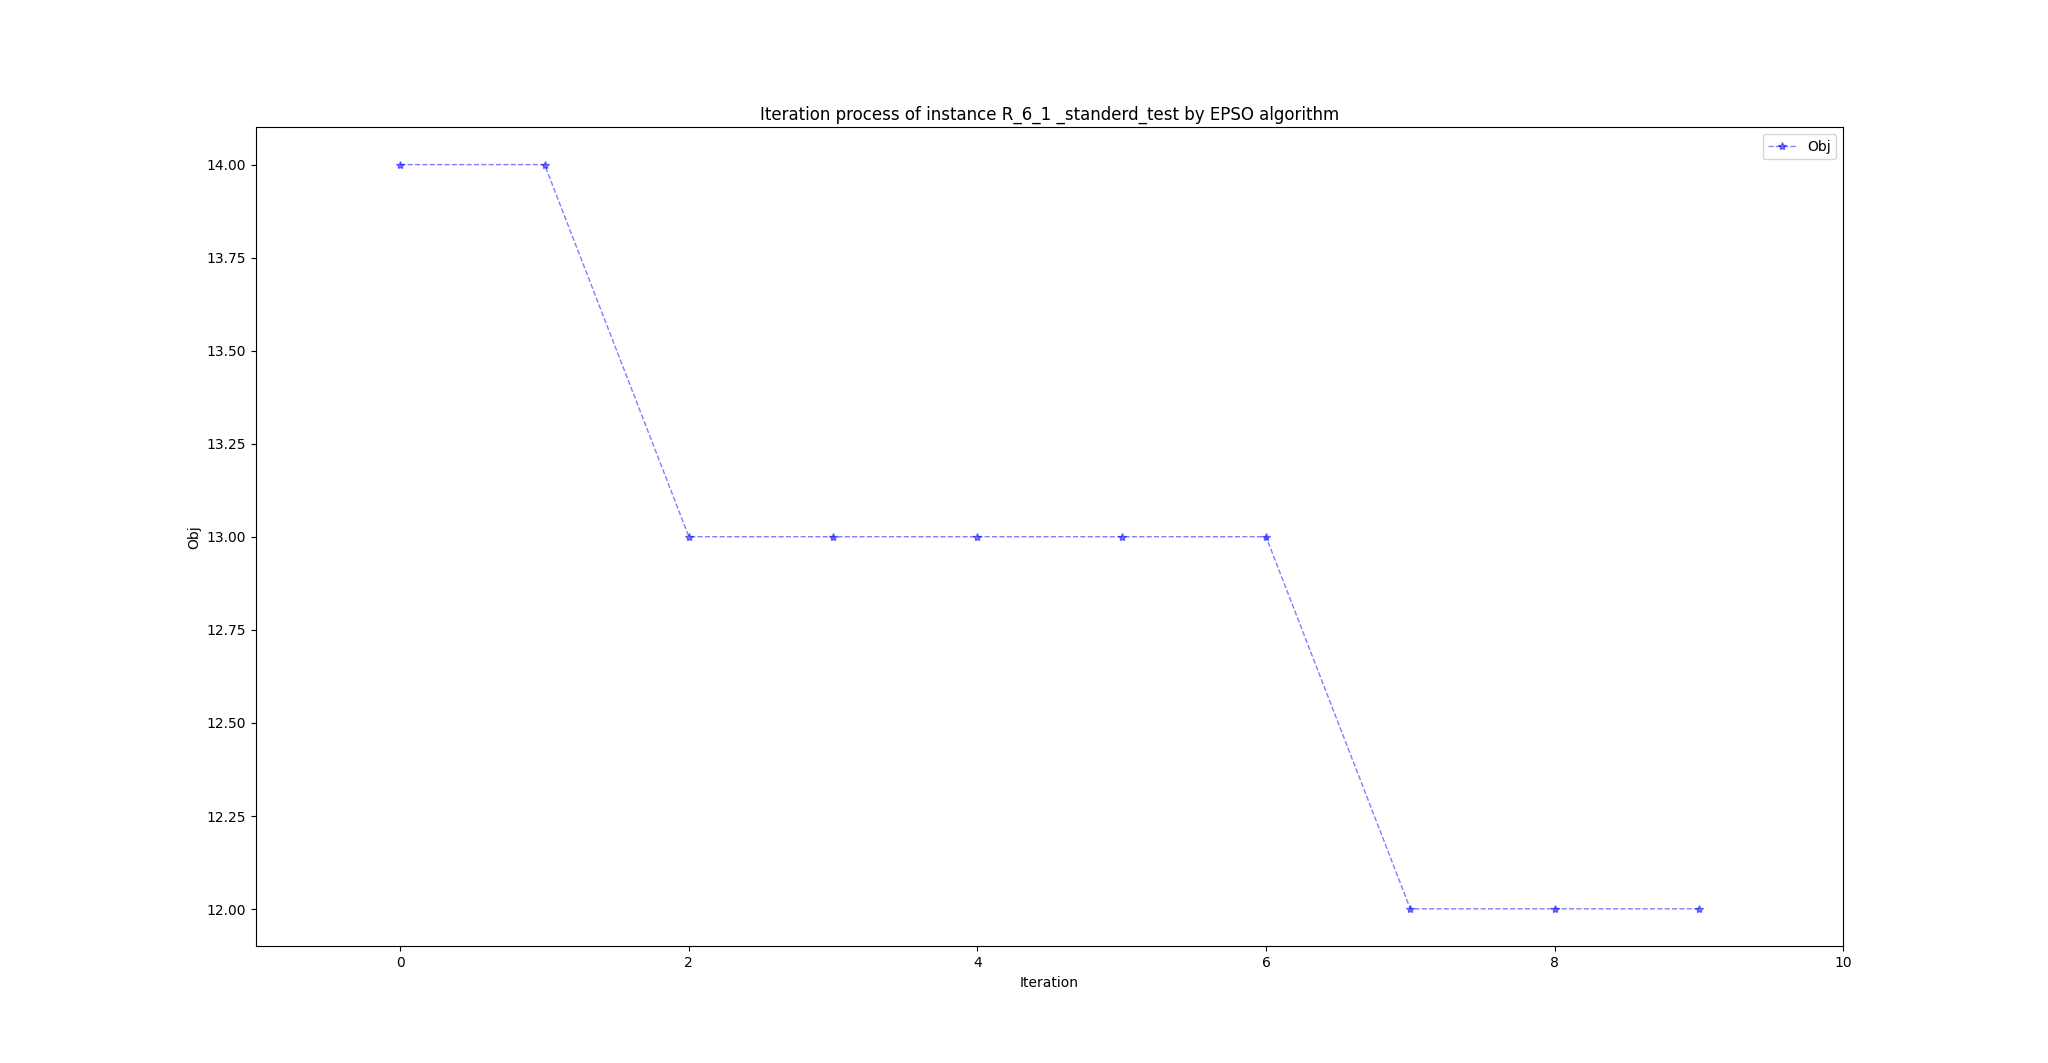 Iteration process of instance R_6_1 _standerd_test by EPSO algorithm
Obj
14.00
13.75
13.50
13.25
13.00
12.75
12.50
12.25
12.00
Obj
0 2 4 6 8 10
Iteration